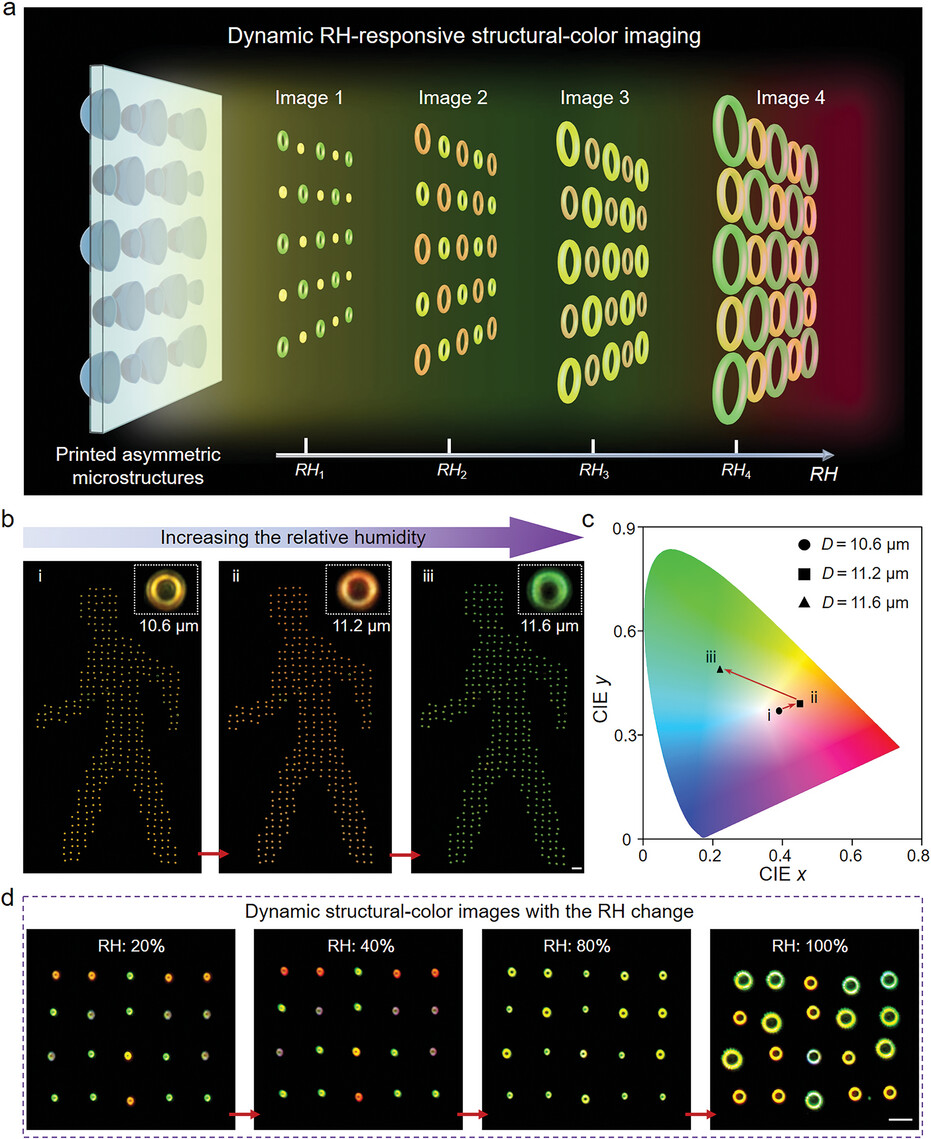 a
Dynamic RH-responsive structural-color imaging
Image 1
Image 2
Image 3
Image 4
Printed asymmetric
microstructures
RH₁
RH₂
RH₃
RH₄
RH
b
Increasing the relative humidity
i
10.6 μm
ii
11.2 μm
iii
11.6 μm
c
0.9
0.6
0.3
0
CIE y
D = 10.6 μm
D = 11.2 μm
D = 11.6 μm
iii
ii
i
0
0.2
0.4
0.6
0.8
CIE x
d
Dynamic structural-color images with the RH change
RH: 20%
RH: 40%
RH: 80%
RH: 100%